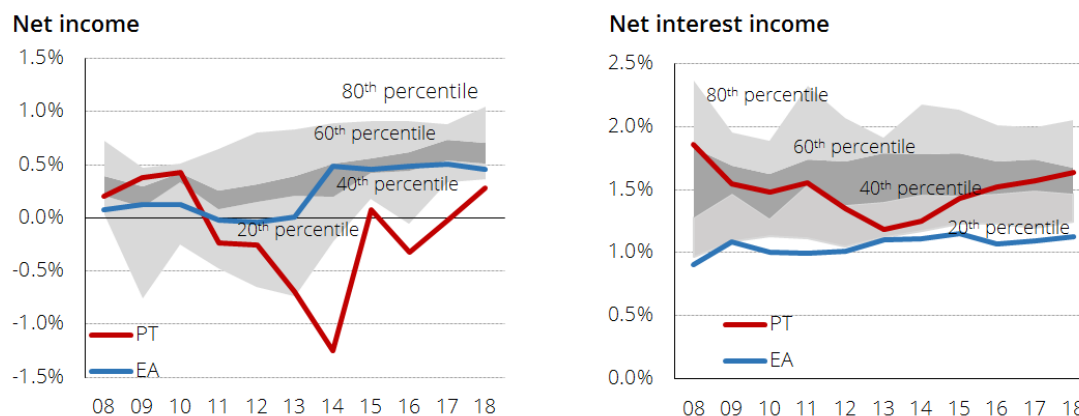 Net income
1.5%
1.0%
0.5%
0.0%
-0.5%
-1.0%
-1.5%
80th percentile
60th percentile
40th percentile
20th percentile
PT
EA
08 09 10 11 12 13 14 15 16 17 18
Net interest income
2.5%
2.0%
1.5%
1.0%
0.5%
0.0%
80th percentile
60th percentile
40th percentile
20th percentile
PT
EA
08 09 10 11 12 13 14 15 16 17 18